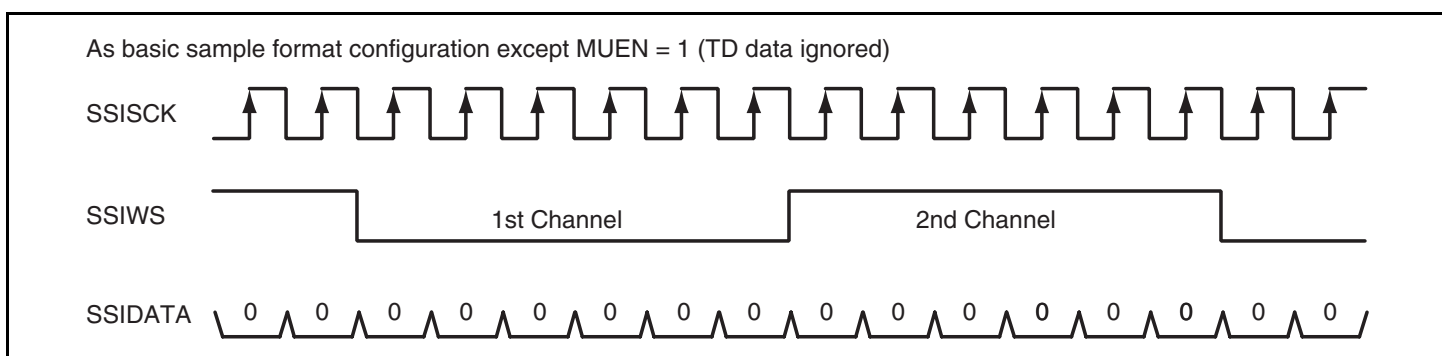 As basic sample format configuration except MUEN = 1 (TD data ignored)
SSISCK
SSIWS 1st Channel 2nd Channel
SSIDATA 0 0 0 0 0 0 0 0 0 0 0 0 0 0 0 0